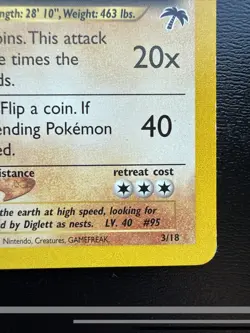 ngth: 28' 10", Weight: 463 lbs.
oins. This attack
e times the
ds.
20x
Flip a coin. If
ending Pokémon
ed.
40
sistance
retreat cost
the earth at high speed, looking for
d by Diglett as nests. LV. 40 #95
Nintendo, Creatures, GAMEFREAK.
3/18